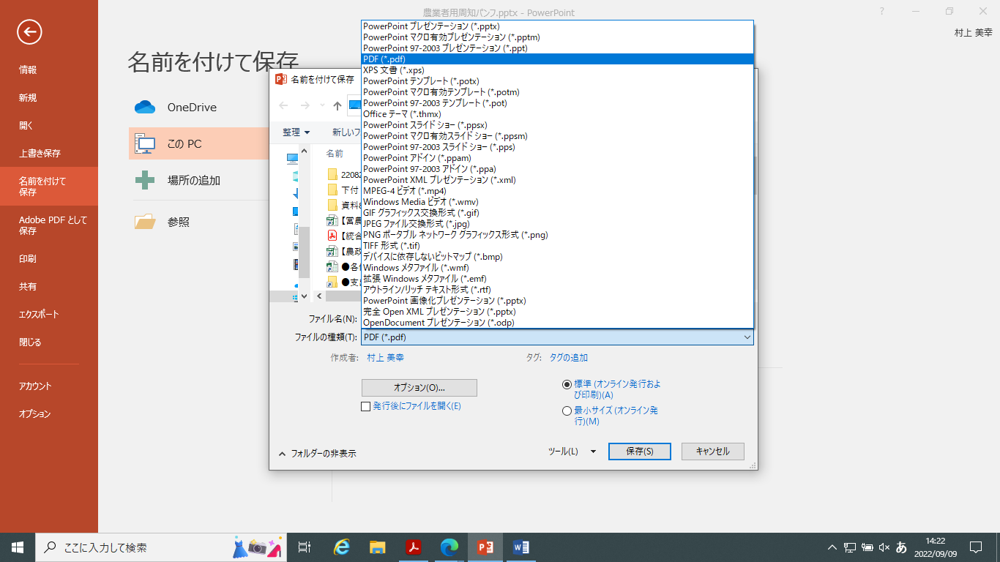 農業者用周知パンフ.pptx - PowerPoint
?
村上 美幸
情報
新規
開く
上書き保存
名前を付けて
保存
Adobe PDF として
保存
印刷
共有
エクスポート
閉じる
アカウント
オプション
名前を付けて保存
OneDrive
この PC
場所の追加
参照
名前を付けて保存
整理
新しいフ
名前
下付
資料
【営農
【統合
【農政
●各
●支
PowerPoint プレゼンテーション (*.pptx)
PowerPoint マクロ有効プレゼンテーション (*.pptm)
PowerPoint 97-2003 プレゼンテーション (*.ppt)
PDF (*.pdf)
XPS 文書 (*.xps)
PowerPoint テンプレート (*.potx)
PowerPoint マクロ有効テンプレート (*.potm)
PowerPoint 97-2003 テンプレート (*.pot)
Office テーマ (*.thmx)
PowerPoint スライド ショー (*.ppsx)
PowerPoint マクロ有効スライド ショー (*.ppsm)
PowerPoint 97-2003 スライド ショー (*.pps)
PowerPoint アドイン (*.ppam)
PowerPoint 97-2003 アドイン (*.ppa)
PowerPoint XML プレゼンテーション (*.xml)
MPEG-4 ビデオ (*.mp4)
Windows Media ビデオ (*.wmv)
GIF グラフィックス交換形式 (*.gif)
JPEG ファイル交換形式 (*.jpg)
PNG ポータブル ネットワーク グラフィックス形式 (*.png)
TIFF 形式 (*.tif)
デバイスに依存しないビットマップ (*.bmp)
Windows メタファイル (*.wmf)
拡張 Windows メタファイル (*.emf)
アウトライン/リッチ テキスト形式 (*.rtf)
PowerPoint 画像化プレゼンテーション (*.pptx)
完全 Open XML プレゼンテーション (*.pptx)
OpenDocument プレゼンテーション (*.odp)
ファイル名(N):
ファイルの種類(T): PDF (*.pdf)
作成者: 村上 美幸 タグ: タグの追加
オプション(O)...
発行後にファイルを開く(E)
標準 (オンライン発行およ
び印刷)(A)
最小サイズ (オンライン発
行)(M)
フォルダーの非表示
ツール(L)
保存(S)
キャンセル
ここに入力して検索
あ
14:22
2022/09/09